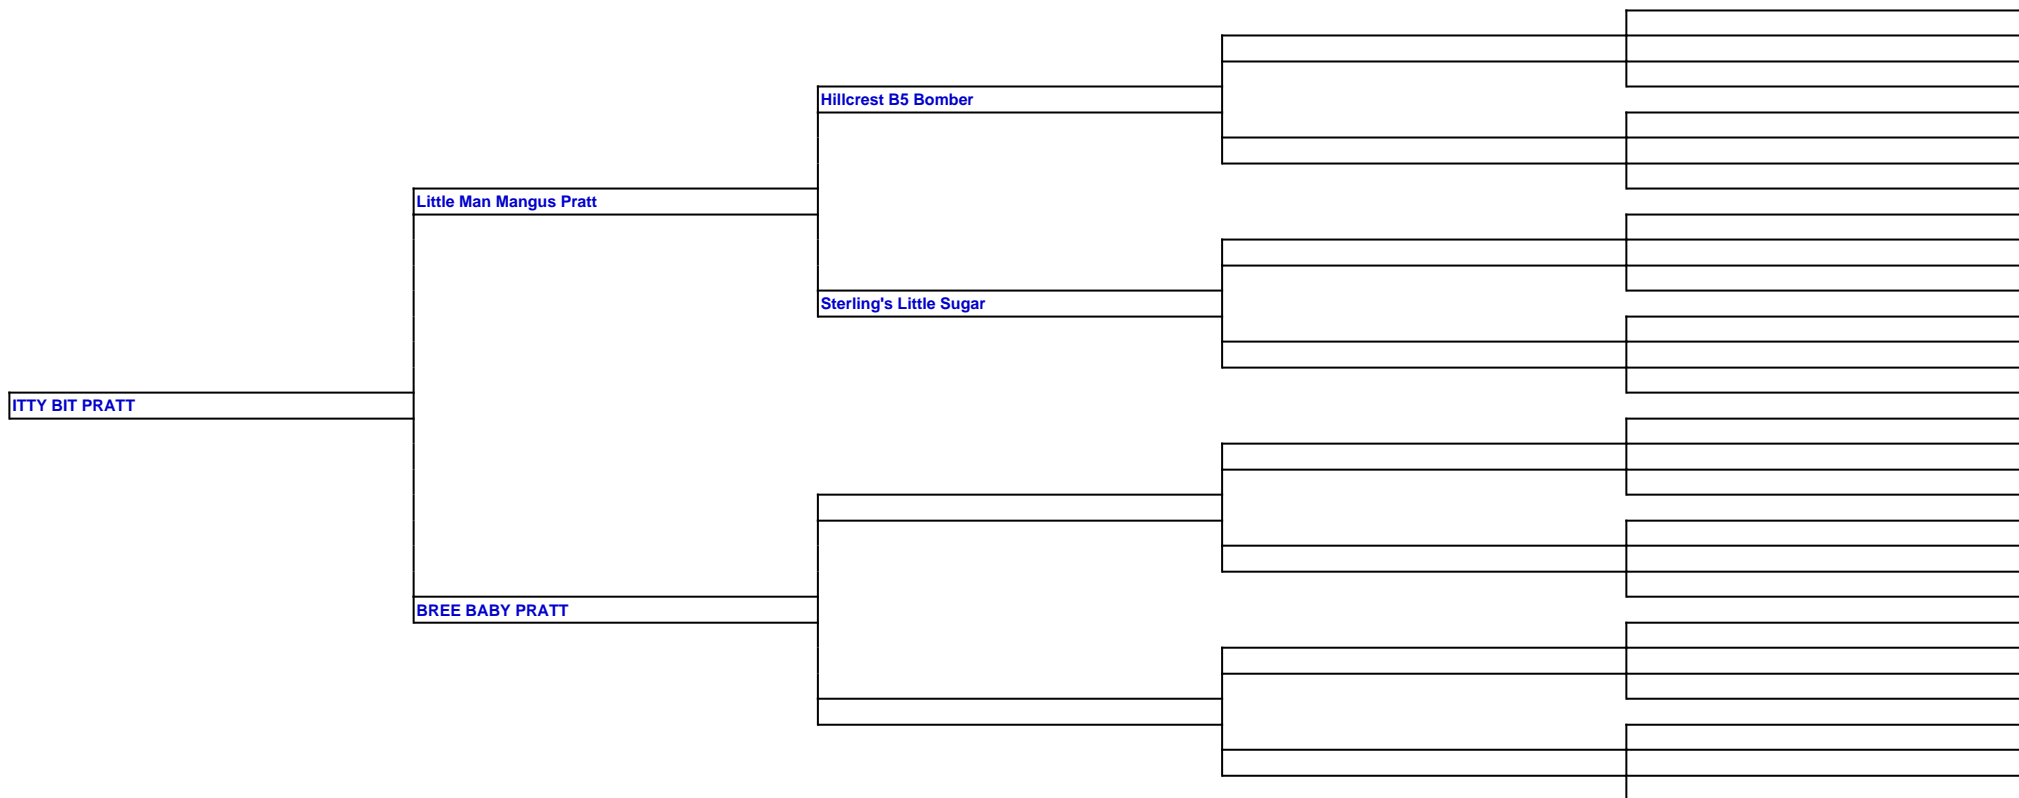 Hillcrest B5 Bomber
Little Man Mangus Pratt
Sterling's Little Sugar
ITTY BIT PRATT
BREE BABY PRATT